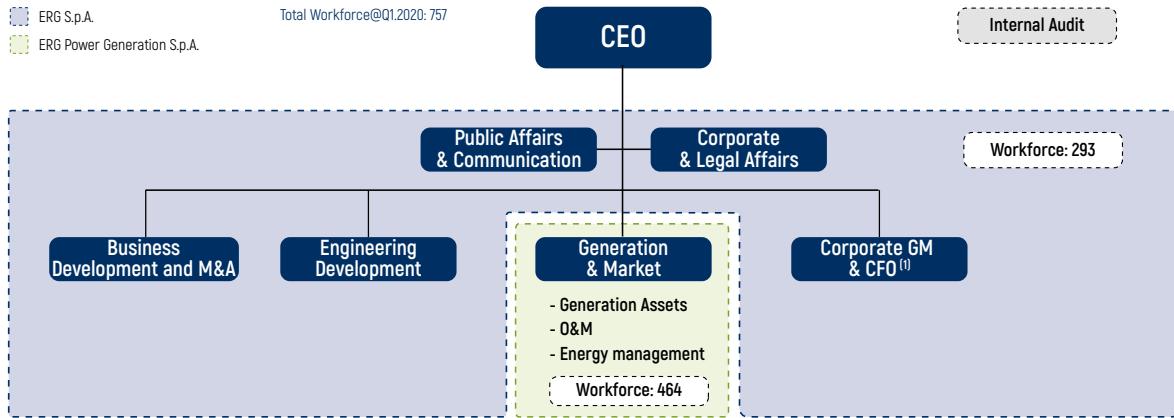 ERG S.p.A.
Total Workforce@Q1.2020: 757
CEO
Internal Audit
ERG Power Generation S.p.A.
Public Affairs
& Communication
Corporate
& Legal Affairs
Workforce: 293
Business
Development and M&A
Engineering
Development
Generation
& Market
Corporate GM
& CFO (1)
- Generation Assets
- O&M
- Energy management
Workforce: 464